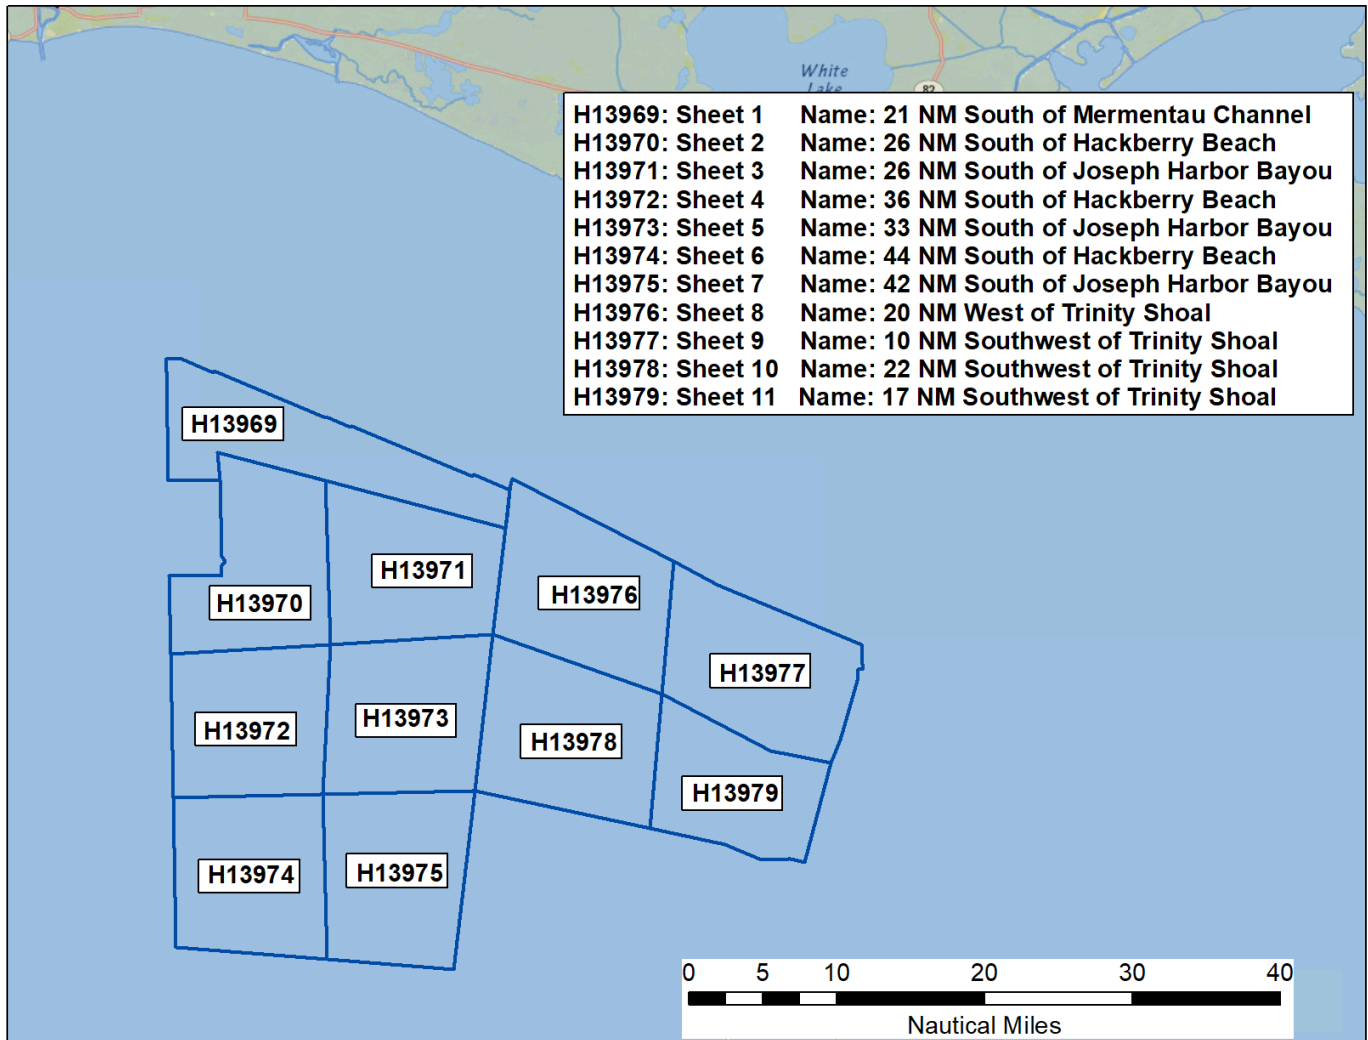 White
Lake
82
H13969: Sheet 1 Name: 21 NM South of Mermentau Channel
H13970: Sheet 2 Name: 26 NM South of Hackberry Beach
H13971: Sheet 3 Name: 26 NM South of Joseph Harbor Bayou
H13972: Sheet 4 Name: 36 NM South of Hackberry Beach
H13973: Sheet 5 Name: 33 NM South of Joseph Harbor Bayou
H13974: Sheet 6 Name: 44 NM South of Hackberry Beach
H13975: Sheet 7 Name: 42 NM South of Joseph Harbor Bayou
H13976: Sheet 8 Name: 20 NM West of Trinity Shoal
H13977: Sheet 9 Name: 10 NM Southwest of Trinity Shoal
H13978: Sheet 10 Name: 22 NM Southwest of Trinity Shoal
H13979: Sheet 11 Name: 17 NM Southwest of Trinity Shoal
H13969
H13971
H13976
H13970
H13977
H13973
H13972
H13978
H13979
H13975
H13974
0 5 10 20 30 40
Nautical Miles